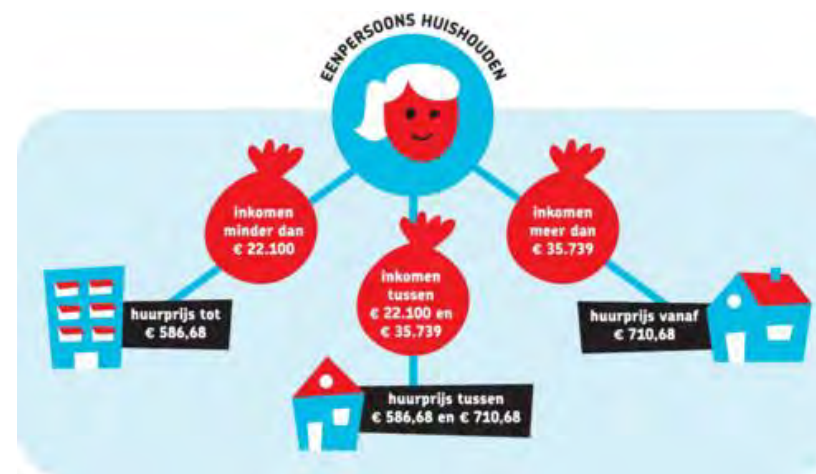 EENPERSOONS HUISHOUDEN
inkomen
minder dan
€ 22.100
inkomen
meer dan
€ 35.739
inkomen
tussen
€ 22.100 en
€ 35.739
huurprijs tot
€ 586,68
huurprijs vanaf
€ 710,68
huurprijs tussen
€ 586,68 en € 710,68